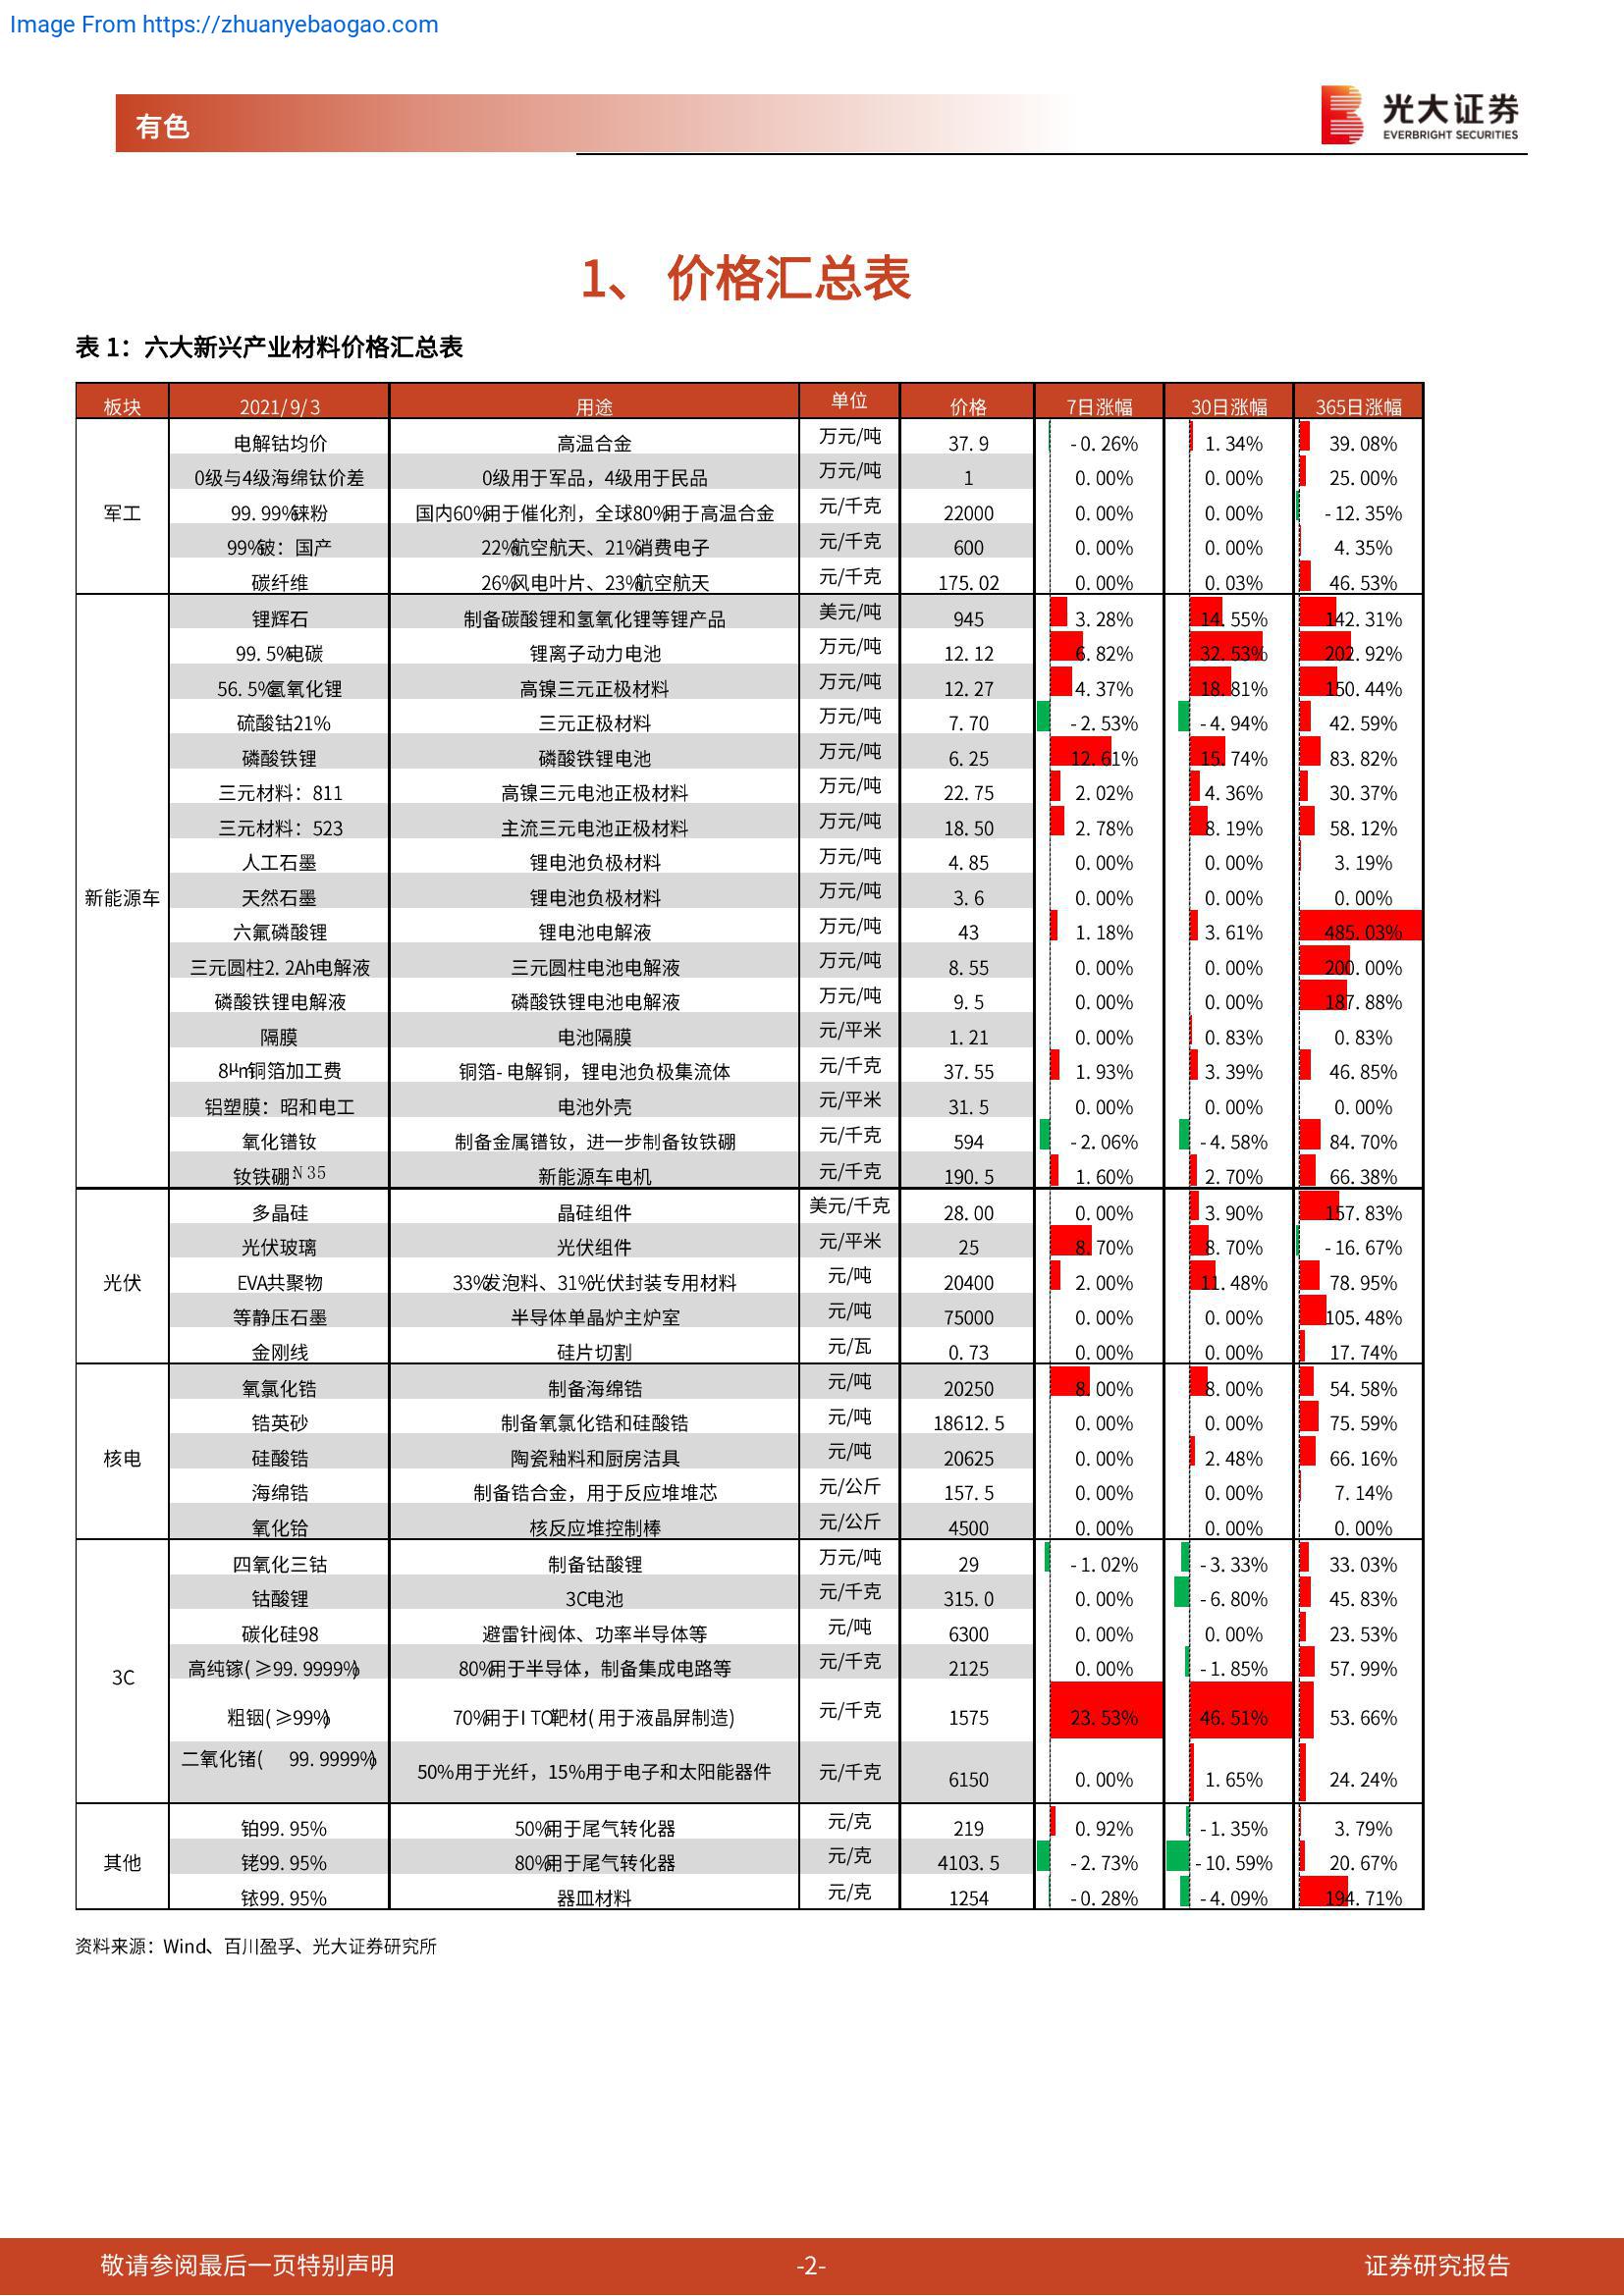 Image From https://zhuanyebaogao.com
有色
光大证券
EVERBRIGHT SECURITIES
1、 价格汇总表
表 1：六大新兴产业材料价格汇总表
板块 2021/9/3 用途 单位 价格 7日涨幅 30日涨幅 365日涨幅
军工
电解钴均价 高温合金 万元/吨 37.9 -0.26% 1.34% 39.08%
0级与4级海绵钛价差 0级用于军品，4级用于民品 万元/吨 1 0.00% 0.00% 25.00%
99.99%铼粉 国内60%用于催化剂，全球80%用于高温合金 元/千克 22000 0.00% 0.00% -12.35%
99%铍：国产 22%航空航天、21%消费电子 元/千克 600 0.00% 0.00% 4.35%
碳纤维 26%风电叶片、23%航空航天 元/千克 175.02 0.00% 0.03% 46.53%
新能源车
锂辉石 制备碳酸锂和氢氧化锂等锂产品 美元/吨 945 3.28% 14.55% 142.31%
99.5%电碳 锂离子动力电池 万元/吨 12.12 6.82% 32.53% 202.92%
56.5%氢氧化锂 高镍三元正极材料 万元/吨 12.27 4.37% 18.81% 150.44%
硫酸钴21% 三元正极材料 万元/吨 7.70 -2.53% -4.94% 42.59%
磷酸铁锂 磷酸铁锂电池 万元/吨 6.25 12.61% 15.74% 83.82%
三元材料：811 高镍三元电池正极材料 万元/吨 22.75 2.02% 4.36% 30.37%
三元材料：523 主流三元电池正极材料 万元/吨 18.50 2.78% 8.19% 58.12%
人工石墨 锂电池负极材料 万元/吨 4.85 0.00% 0.00% 3.19%
天然石墨 锂电池负极材料 万元/吨 3.6 0.00% 0.00% 0.00%
六氟磷酸锂 锂电池电解液 万元/吨 43 1.18% 3.61% 485.03%
三元圆柱2.2Ah电解液 三元圆柱电池电解液 万元/吨 8.55 0.00% 0.00% 200.00%
磷酸铁锂电解液 磷酸铁锂电池电解液 万元/吨 9.5 0.00% 0.00% 187.88%
隔膜 电池隔膜 元/平米 1.21 0.00% 0.83% 0.83%
8μm铜箔加工费 铜箔-电解铜，锂电池负极集流体 元/千克 37.55 1.93% 3.39% 46.85%
铝塑膜：昭和电工 电池外壳 元/平米 31.5 0.00% 0.00% 0.00%
氧化镨钕 制备金属镨钕，进一步制备钕铁硼 元/千克 594 -2.06% -4.58% 84.70%
钕铁硼N35 新能源车电机 元/千克 190.5 1.60% 2.70% 66.38%
光伏
多晶硅 晶硅组件 美元/千克 28.00 0.00% 3.90% 157.83%
光伏玻璃 光伏组件 元/平米 25 8.70% 8.70% -16.67%
EVA共聚物 33%发泡料、31%光伏封装专用材料 元/吨 20400 2.00% 11.48% 78.95%
等静压石墨 半导体单晶炉主炉室 元/吨 75000 0.00% 0.00% 105.48%
金刚线 硅片切割 元/瓦 0.73 0.00% 0.00% 17.74%
核电
氧氯化锆 制备海绵锆 元/吨 20250 8.00% 8.00% 54.58%
锆英砂 制备氧氯化锆和硅酸锆 元/吨 18612.5 0.00% 0.00% 75.59%
硅酸锆 陶瓷釉料和厨房洁具 元/吨 20625 0.00% 2.48% 66.16%
海绵锆 制备锆合金，用于反应堆堆芯 元/公斤 157.5 0.00% 0.00% 7.14%
氧化铪 核反应堆控制棒 元/公斤 4500 0.00% 0.00% 0.00%
3C
四氧化三钴 制备钴酸锂 万元/吨 29 -1.02% -3.33% 33.03%
钴酸锂 3C电池 元/千克 315.0 0.00% -6.80% 45.83%
碳化硅98 避雷针阀体、功率半导体等 元/吨 6300 0.00% 0.00% 23.53%
高纯镓(≥99.9999%) 80%用于半导体，制备集成电路等 元/千克 2125 0.00% -1.85% 57.99%
粗铟(≥99%) 70%用于ITO靶材(用于液晶屏制造) 元/千克 1575 23.53% 46.51% 53.66%
二氧化锗( 99.9999%) 50%用于光纤，15%用于电子和太阳能器件 元/千克 6150 0.00% 1.65% 24.24%
其他
铂99.95% 50%用于尾气转化器 元/克 219 0.92% -1.35% 3.79%
铑99.95% 80%用于尾气转化器 元/克 4103.5 -2.73% -10.59% 20.67%
铱99.95% 器皿材料 元/克 1254 -0.28% -4.09% 194.71%
资料来源：Wind、百川盈孚、光大证券研究所
敬请参阅最后一页特别声明 -2- 证券研究报告